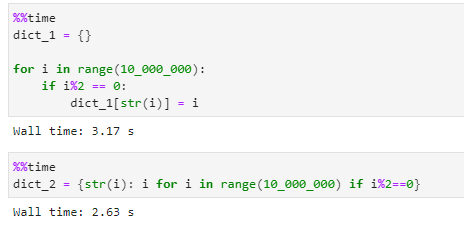 %%time
dict_1 = {}
for i in range(10_000_000):
    if i%2 == 0:
        dict_1[str(i)] = i
Wall time: 3.17 s
%%time
dict_2 = {str(i): i for i in range(10_000_000) if i%2==0}
Wall time: 2.63 s